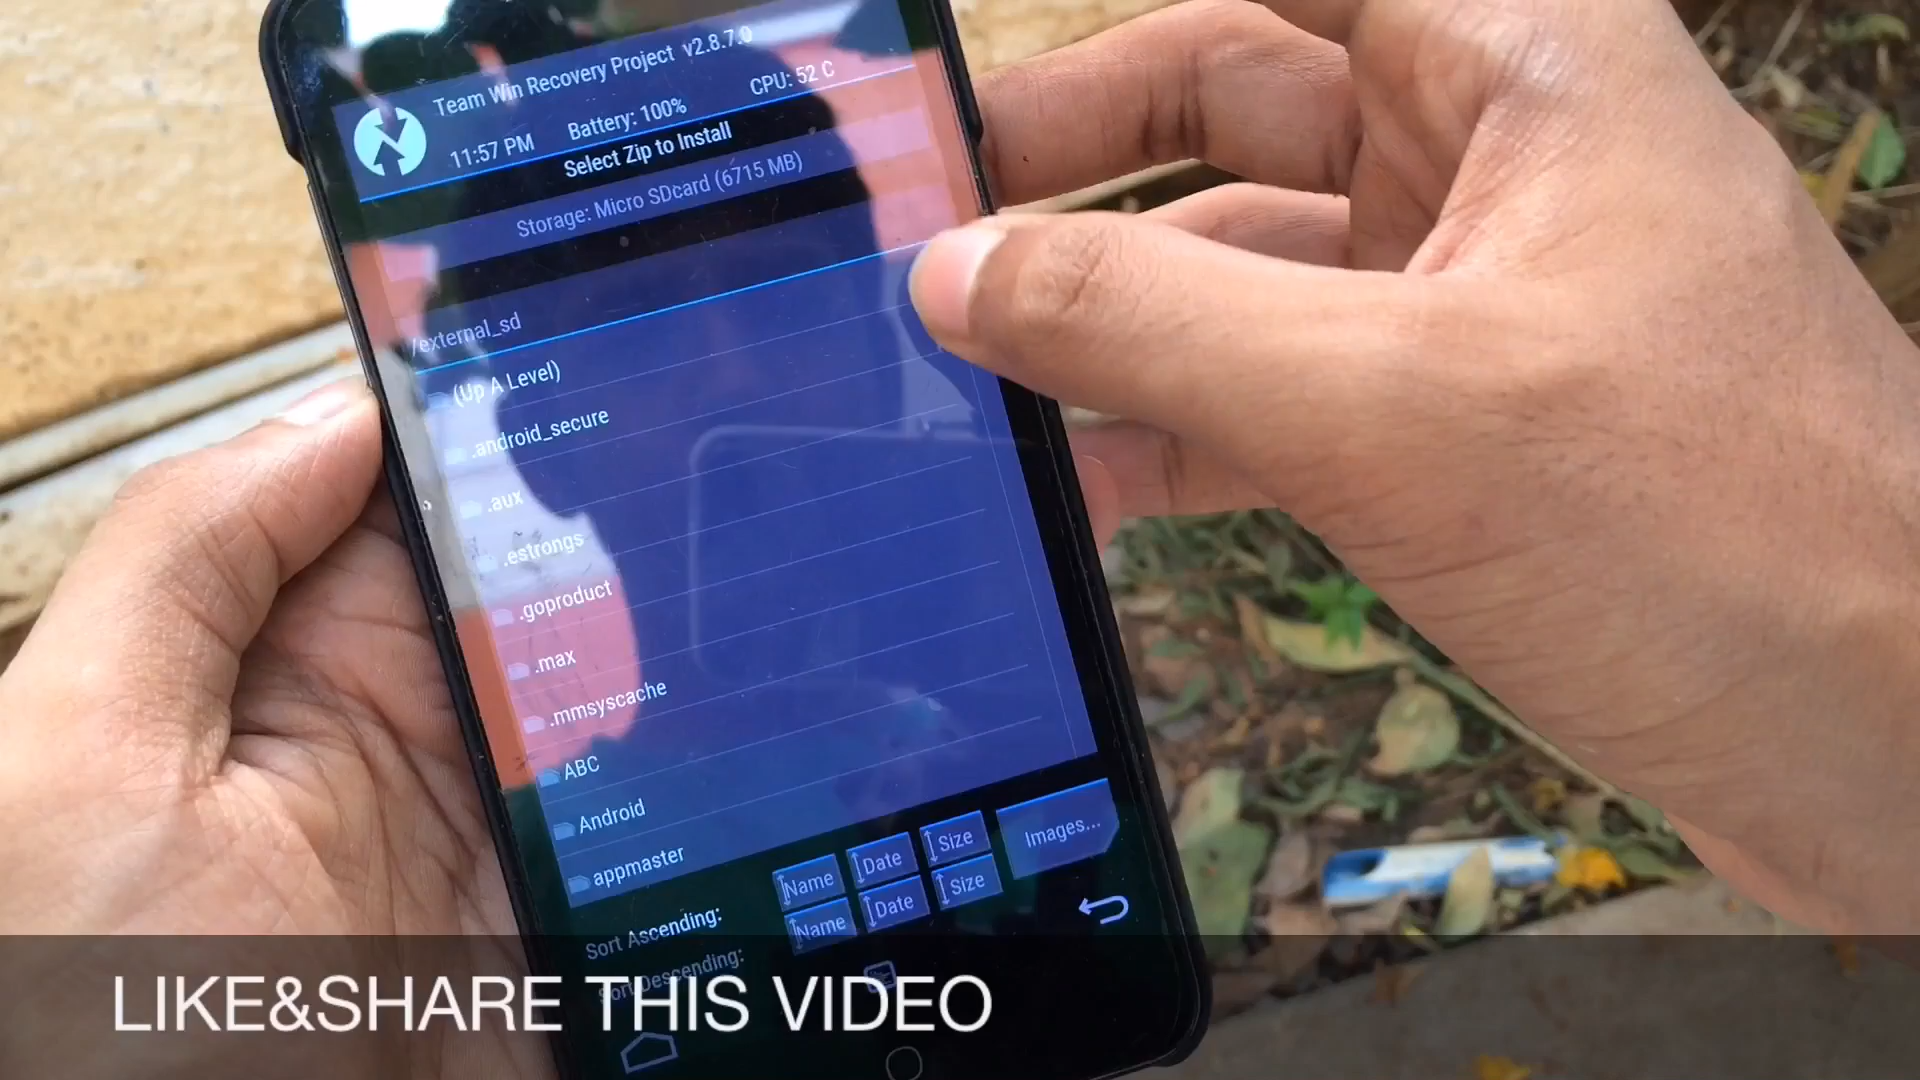 Team Win Recovery Project v2.8.7.0
11:57 PM Battery: 100% CPU: 52 C
Select Zip to Install
Storage: Micro SDcard (6715 MB)
/external_sd
(Up A Level)
.android_secure
.aux
.estrongs
.goproduct
.max
.mmsyscache
ABC
Android
appmaster
Sort Ascending: Name Date Size Images...
Sort Descending: Name Date Size
LIKE&SHARE THIS VIDEO